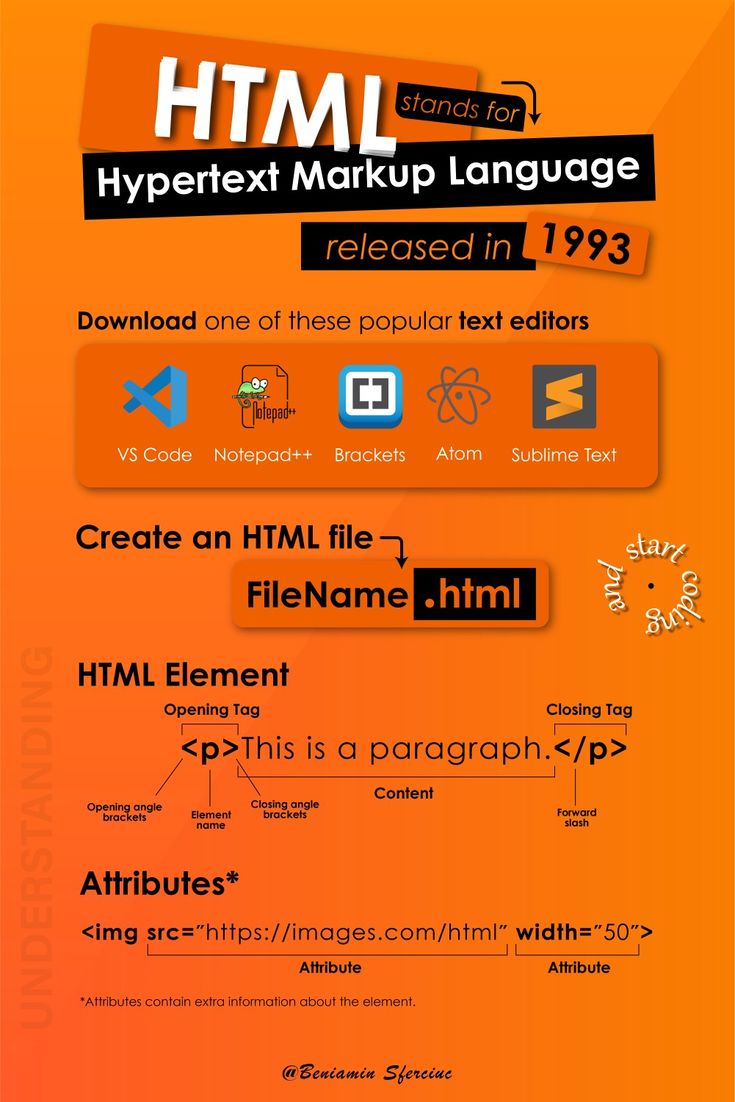 HTML stands for
Hypertext Markup Language
released in 1993
Download one of these popular text editors
Notepad++
VS Code Notepad++ Brackets Atom Sublime Text
Create an HTML file
FileName .html
start coding pure
HTML Element
Opening Tag Closing Tag
<p>This is a paragraph.</p>
Content
Opening angle brackets
Element name
Closing angle brackets
Forward slash
UNDERSTANDING
Attributes*
<img src="https://images.com/html" width="50">
Attribute Attribute
*Attributes contain extra information about the element.
@Beniamin Sferciuc